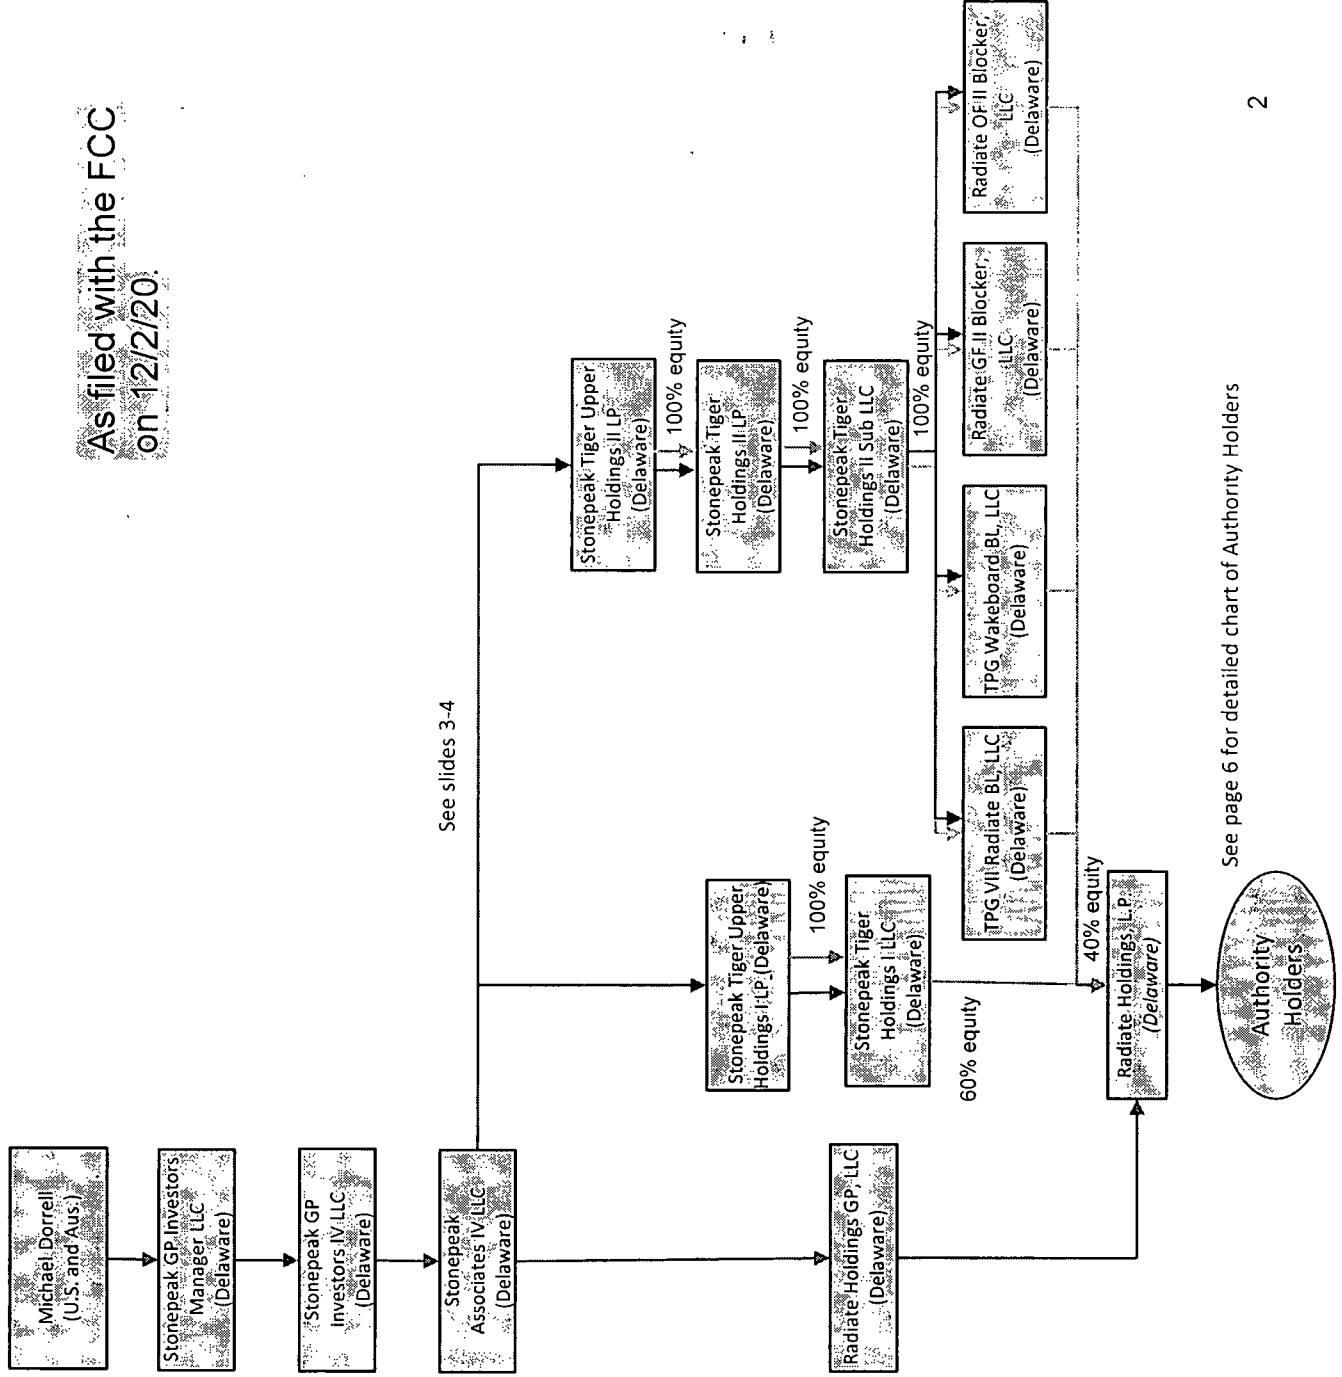 As filed with the FCC
on 12/2/20.
Michael Dorrell
(U.S. and Aus.)
Stonepeak GP Investors
Manager LLC
(Delaware)
Stonepeak GP
Investors IV LLC
(Delaware)
Stonepeak
Associates IV LLC
(Delaware)
See slides 3-4
Stonepeak Tiger Upper
Holdings II LP
(Delaware)
100% equity
Stonepeak Tiger
Holdings II LP
(Delaware)
100% equity
Stonepeak Tiger
Holdings II Sub LLC
(Delaware)
100% equity
Stonepeak Tiger Upper
Holdings I LP (Delaware)
100% equity
Stonepeak Tiger
Holdings I LLC
(Delaware)
60% equity
Radiate Holdings GP, LLC
(Delaware)
TPG VII Radiate BL, LLC
(Delaware)
TPG Wakeboard BL, LLC
(Delaware)
Radiate GF II Blocker,
LLC
(Delaware)
Radiate OF II Blocker,
LLC
(Delaware)
40% equity
Radiate Holdings, L.P.
(Delaware)
Authority
Holders
See page 6 for detailed chart of Authority Holders
2